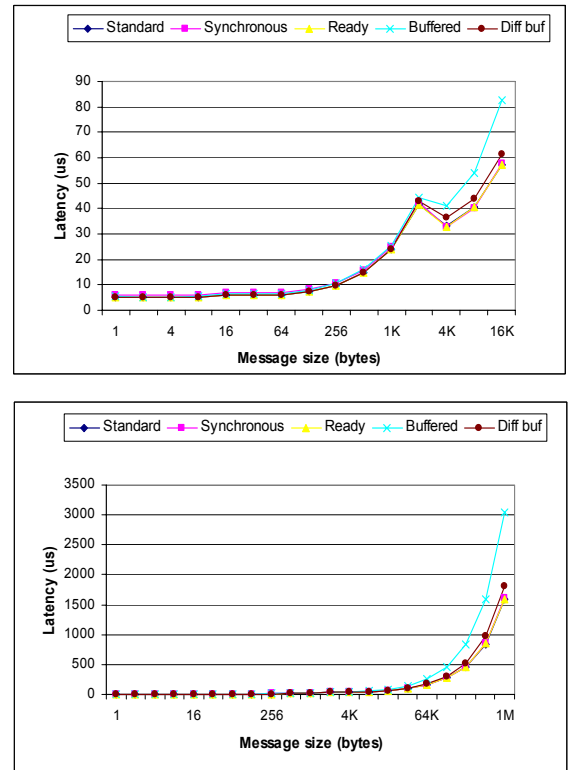 Standard Synchronous Ready Buffered Diff buf
90
80
70
60
50
40
30
20
10
0
Latency (us)
1 4 16 64 256 1K 4K 16K
Message size (bytes)
Standard Synchronous Ready Buffered Diff buf
3500
3000
2500
2000
1500
1000
500
0
Latency (us)
1 16 256 4K 64K 1M
Message size (bytes)